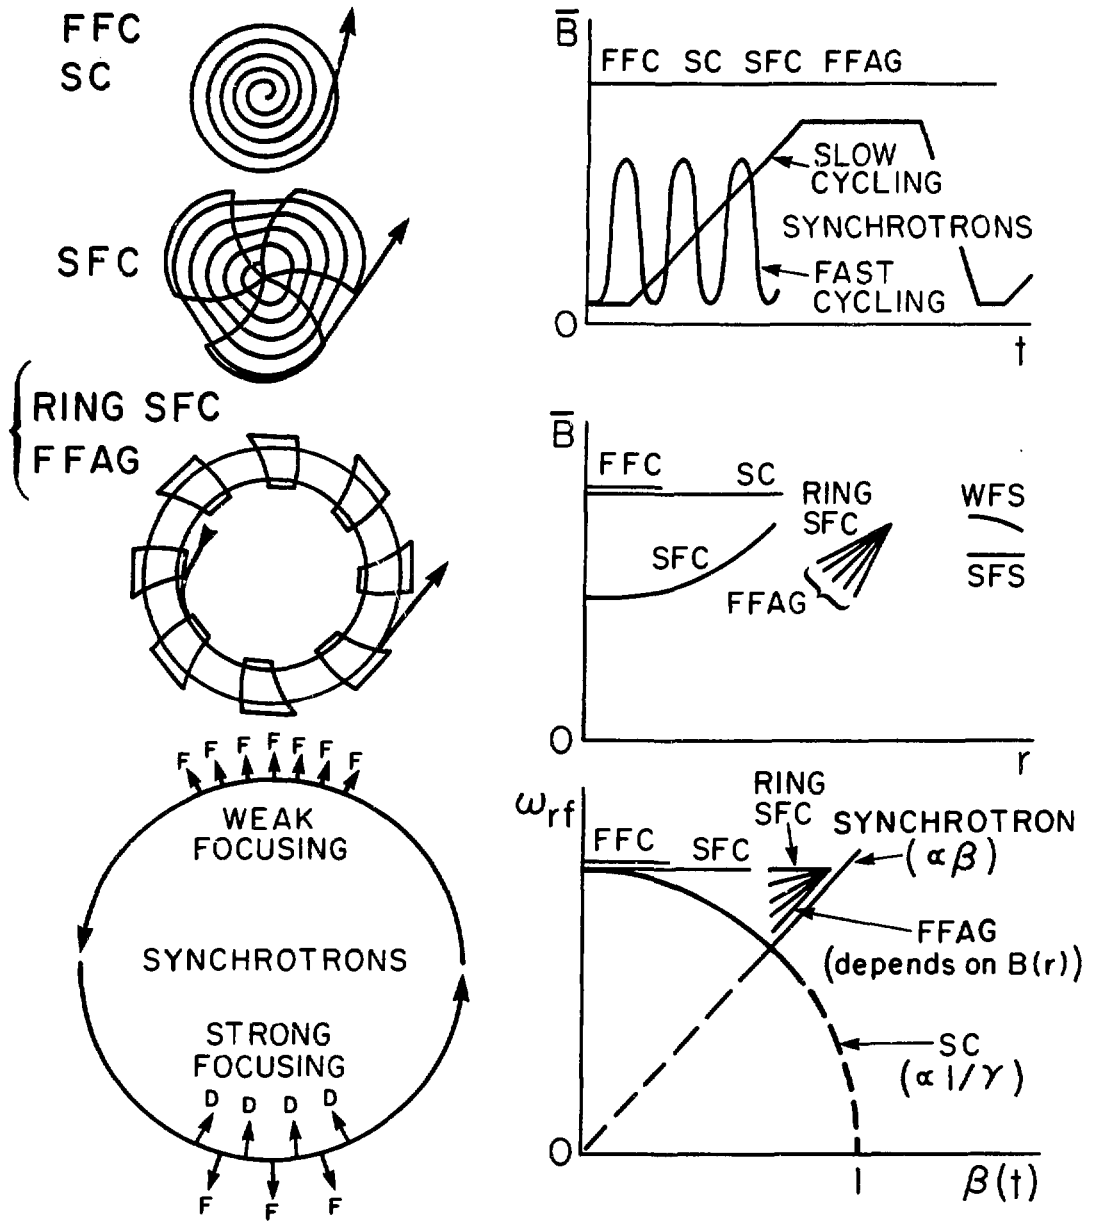 FFC
SC
SFC
RING SFC
FFAG
F F F F F F F
WEAK
FOCUSING
SYNCHROTRONS
STRONG
FOCUSING
D D D D
F F F
B̅
FFC SC SFC FFAG
SLOW
CYCLING
SYNCHROTRONS
FAST
CYCLING
O
t
B̅
FFC
SC
RING
SFC
WFS
SFC
SFS
FFAG
O
r
ωrf
RING
SFC
FFC
SFC
SYNCHROTRON
(∝β)
FFAG
(depends on B(r))
SC
(∝1/γ)
O
1
β(t)